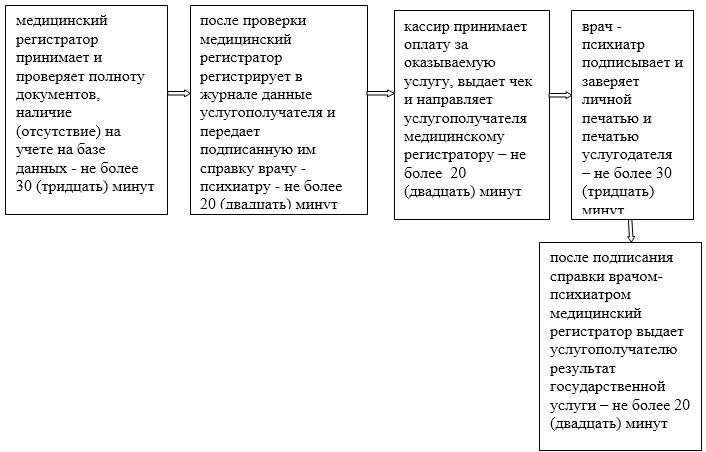 медицинский
регистратор
принимает и
проверяет полноту
документов,
наличие
(отсутствие) на
учете на базе
данных - не более
30 (тридцать) минут
после проверки
медицинский
регистратор
регистрирует в
журнале данные
услугополучателя и
передает
подписанную им
справку врачу -
психиатру - не более
20 (двадцать) минут
кассир принимает
оплату за
оказываемую
услугу, выдает чек
и направляет
услугополучателя
медицинскому
регистратору – не
более 20
(двадцать) минут
врач -
психиатр
подписывает и
заверяет
личной
печатью и
печатью
услугодателя
– не более 30
(тридцать)
минут
после подписания
справки врачом-
психиатром
медицинский
регистратор выдает
услугополучателю
результат
государственной
услуги – не более 20
(двадцать) минут